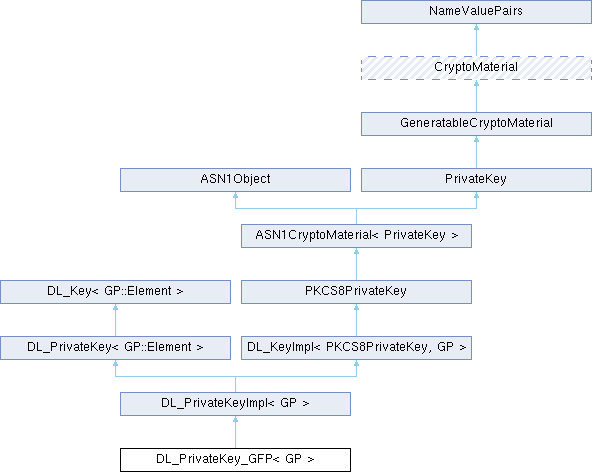 NameValuePairs
CryptoMaterial
GeneratableCryptoMaterial
ASN1Object
PrivateKey
ASN1CryptoMaterial< PrivateKey >
DL_Key< GP::Element >
PKCS8PrivateKey
DL_PrivateKey< GP::Element >
DL_KeyImpl< PKCS8PrivateKey, GP >
DL_PrivateKeyImpl< GP >
DL_PrivateKey_GFP< GP >